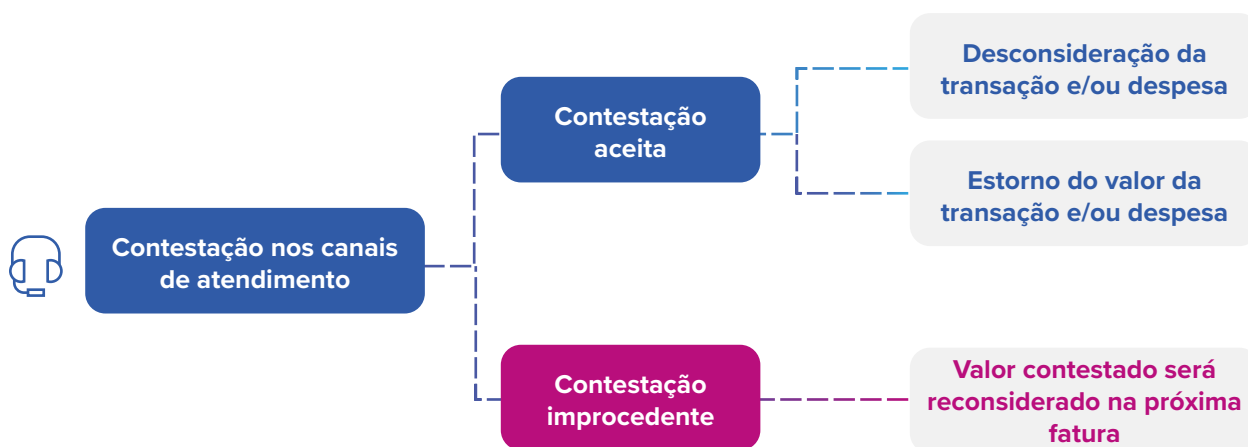 Desconsideração da
transação e/ou despesa
Contestação
aceita
Estorno do valor da
transação e/ou despesa
Contestação nos canais
de atendimento
Contestação
improcedente
Valor contestado será
reconsiderado na próxima
fatura